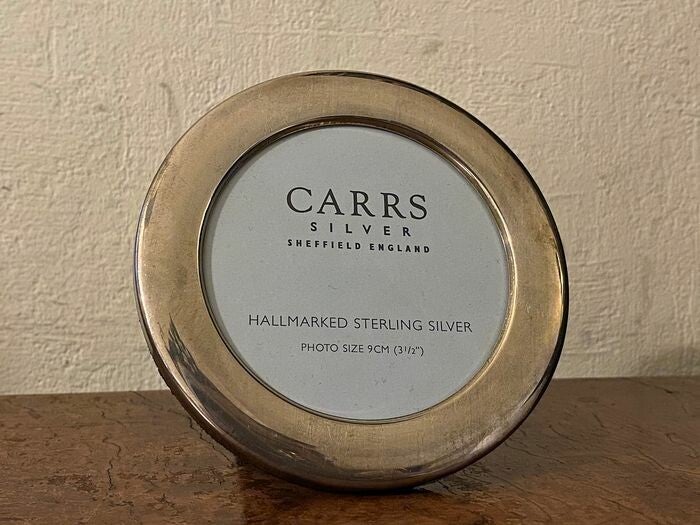 CARRS
SILVER
SHEFFIELD ENGLAND
HALLMARKED STERLING SILVER
PHOTO SIZE 9CM (3½")